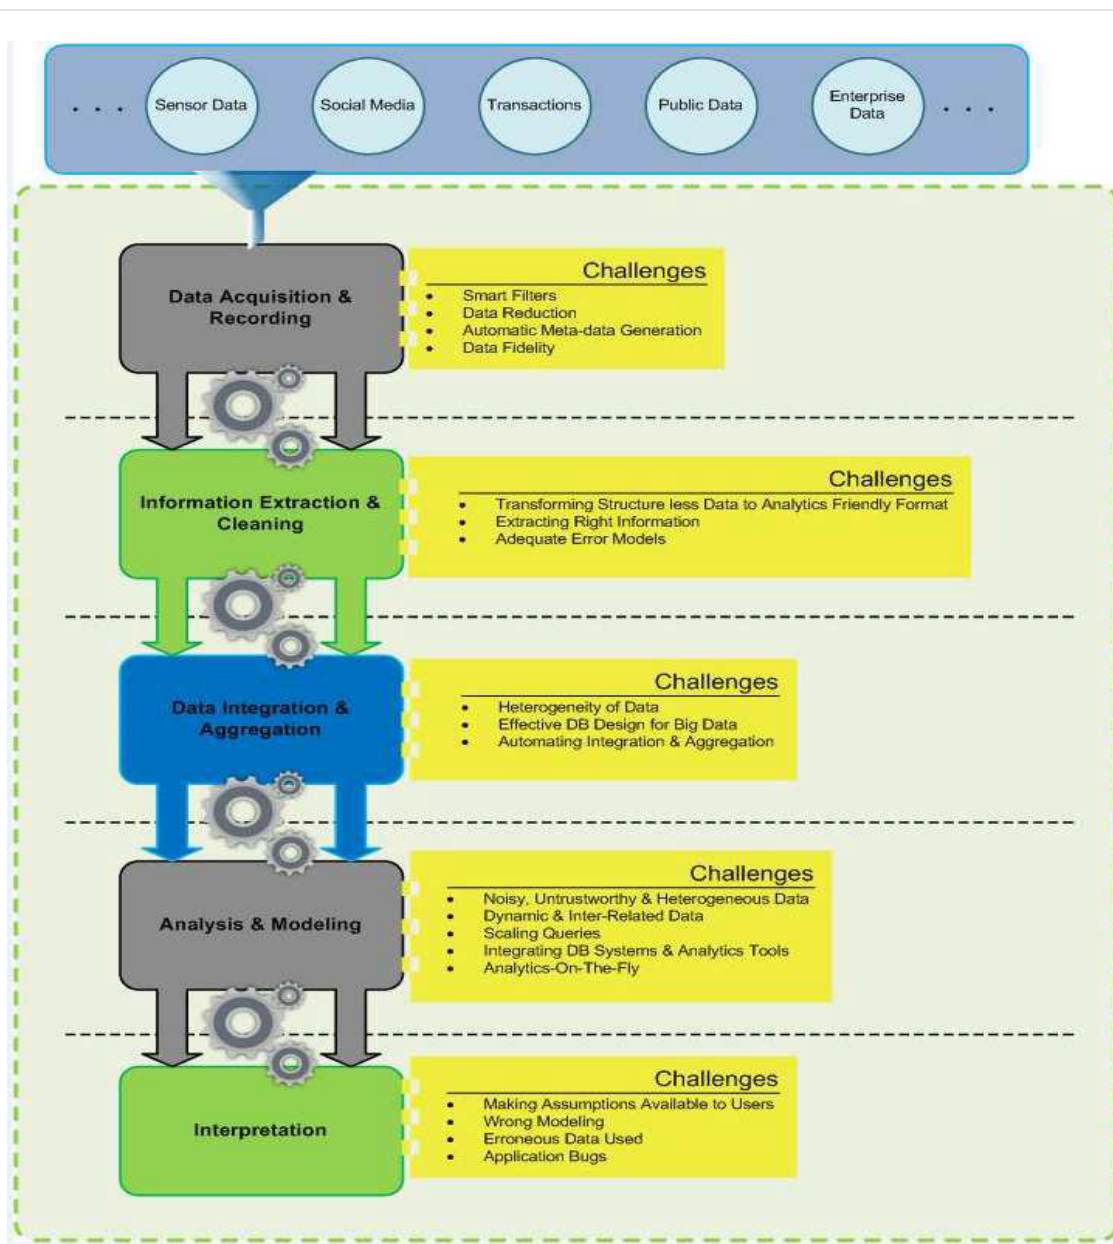 . . . Sensor Data Social Media Transactions Public Data Enterprise Data . . .
Data Acquisition &
Recording
Challenges
• Smart Filters
• Data Reduction
• Automatic Meta-data Generation
• Data Fidelity
Information Extraction &
Cleaning
Challenges
• Transforming Structure less Data to Analytics Friendly Format
• Extracting Right Information
• Adequate Error Models
Data Integration &
Aggregation
Challenges
• Heterogeneity of Data
• Effective DB Design for Big Data
• Automating Integration & Aggregation
Analysis & Modeling
Challenges
• Noisy, Untrustworthy & Heterogeneous Data
• Dynamic & Inter-Related Data
• Scaling Queries
• Integrating DB Systems & Analytics Tools
• Analytics-On-The-Fly
Interpretation
Challenges
• Making Assumptions Available to Users
• Wrong Modeling
• Erroneous Data Used
• Application Bugs